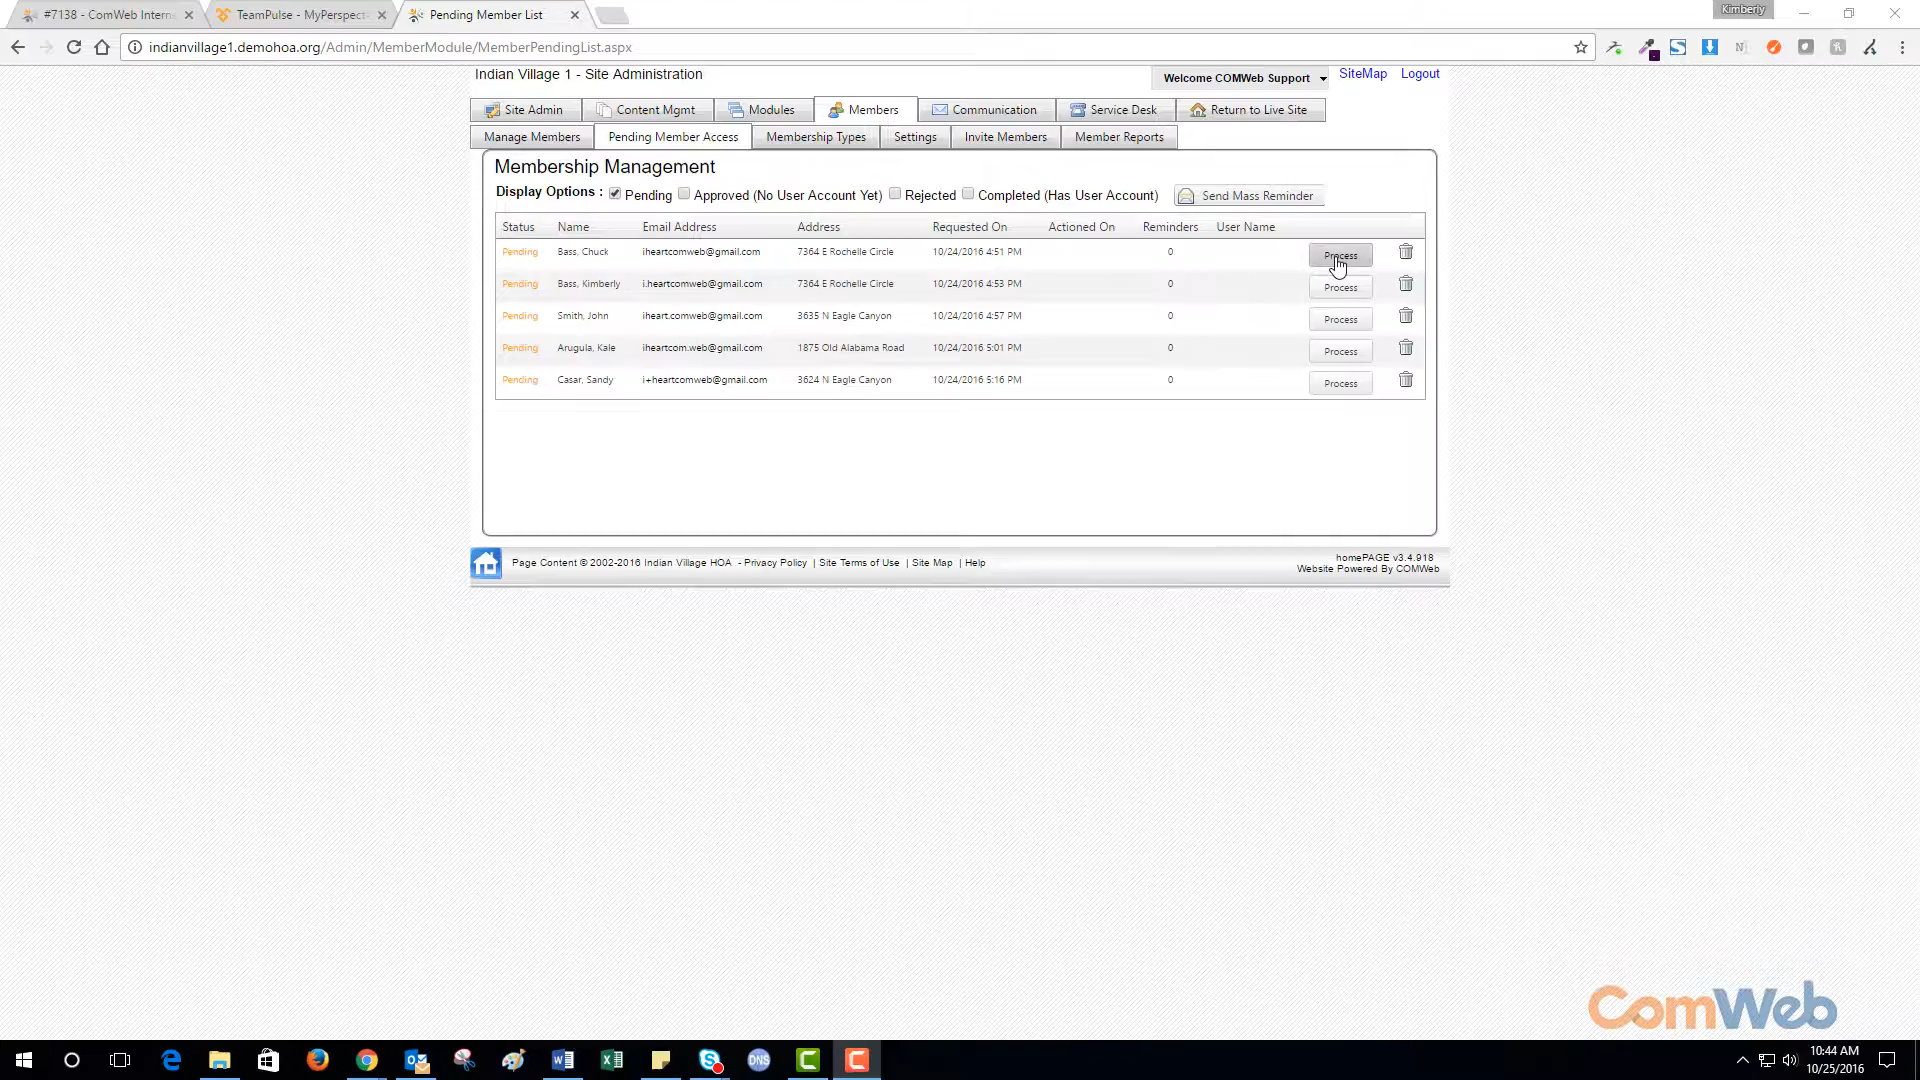 #7138 - ComWeb Intern
TeamPulse - MyPerspect
Pending Member List
Kimberly
indianvillage1.demohoa.org/Admin/MemberModule/MemberPendingList.aspx
Indian Village 1 - Site Administration
Welcome COMWeb Support
SiteMap
Logout
Site Admin
Content Mgmt
Modules
Members
Communication
Service Desk
Return to Live Site
Manage Members
Pending Member Access
Membership Types
Settings
Invite Members
Member Reports
Membership Management
Display Options : Pending Approved (No User Account Yet) Rejected Completed (Has User Account) Send Mass Reminder
Status Name Email Address Address Requested On Actioned On Reminders User Name
Pending Bass, Chuck iheartcomweb@gmail.com 7364 E Rochelle Circle 10/24/2016 4:51 PM 0 Process
Pending Bass, Kimberly i.heartcomweb@gmail.com 7364 E Rochelle Circle 10/24/2016 4:53 PM 0 Process
Pending Smith, John iheart.comweb@gmail.com 3635 N Eagle Canyon 10/24/2016 4:57 PM 0 Process
Pending Arugula, Kale iheartcom.web@gmail.com 1875 Old Alabama Road 10/24/2016 5:01 PM 0 Process
Pending Casar, Sandy i+heartcomweb@gmail.com 3624 N Eagle Canyon 10/24/2016 5:16 PM 0 Process
Page Content © 2002-2016 Indian Village HOA - Privacy Policy | Site Terms of Use | Site Map | Help
homePAGE v3.4.918
Website Powered By COMWeb
ComWeb
DNS
10:44 AM
10/25/2016